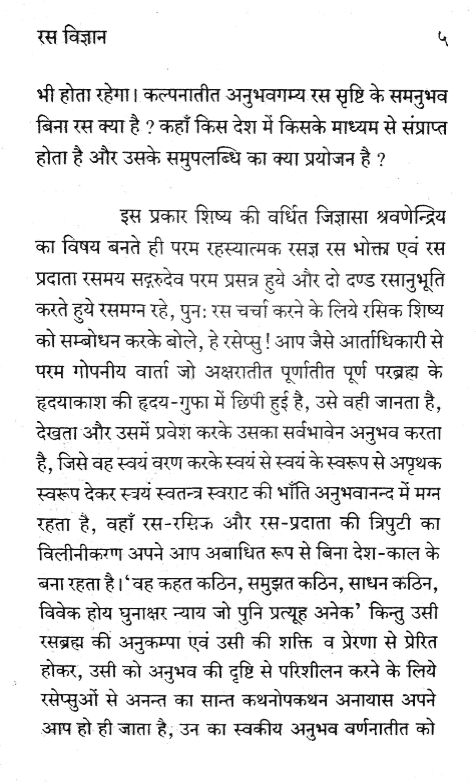 रस विज्ञान ५
भी होता रहेगा। कल्पनातीत अनुभवगम्य रस सृष्टि के समनुभव
बिना रस क्या है ? कहाँ किस देश में किसके माध्यम से संप्राप्त
होता है और उसके समुपलब्धि का क्या प्रयोजन है ?
इस प्रकार शिष्य की वर्धित जिज्ञासा श्रवणेन्द्रिय
का विषय बनते ही परम रहस्यात्मक रसज्ञ रस भोक्ता एवं रस
प्रदाता रसमय सद्गुरुदेव परम प्रसन्न हुये और दो दण्ड रसानुभूति
करते हुये रसमग्न रहे, पुनः रस चर्चा करने के लिये रसिक शिष्य
को सम्बोधन करके बोले, हे रसेप्सु! आप जैसे आर्ताधिकारी से
परम गोपनीय वार्ता जो अक्षरातीत पूर्णातीत पूर्ण परब्रह्म के
हृदयाकाश की हृदय-गुफा में छिपी हुई है, उसे वही जानता है,
देखता और उसमें प्रवेश करके उसका सर्वभावेन अनुभव करता
है, जिसे वह स्वयं वरण करके स्वयं से स्वयं के स्वरूप से अपृथक
स्वरूप देकर स्वयं स्वतन्त्र स्वराट की भाँति अनुभवानन्द में मग्न
रहता है, वहाँ रस-रसिक और रस-प्रदाता की त्रिपुटी का
विलीनीकरण अपने आप अबाधित रूप से बिना देश-काल के
बना रहता है। ‘वह कहत कठिन, समुझत कठिन, साधन कठिन,
विवेक होय घुनाक्षर न्याय जो पुनि प्रत्यूह अनेक’ किन्तु उसी
रसब्रह्म की अनुकम्पा एवं उसी की शक्ति व प्रेरणा से प्रेरित
होकर, उसी को अनुभव की दृष्टि से परिशीलन करने के लिये
रसेप्सुओं से अनन्त का सान्त कथनोपकथन अनायास अपने
आप हो ही जाता है, उन का स्वकीय अनुभव वर्णनातीत को